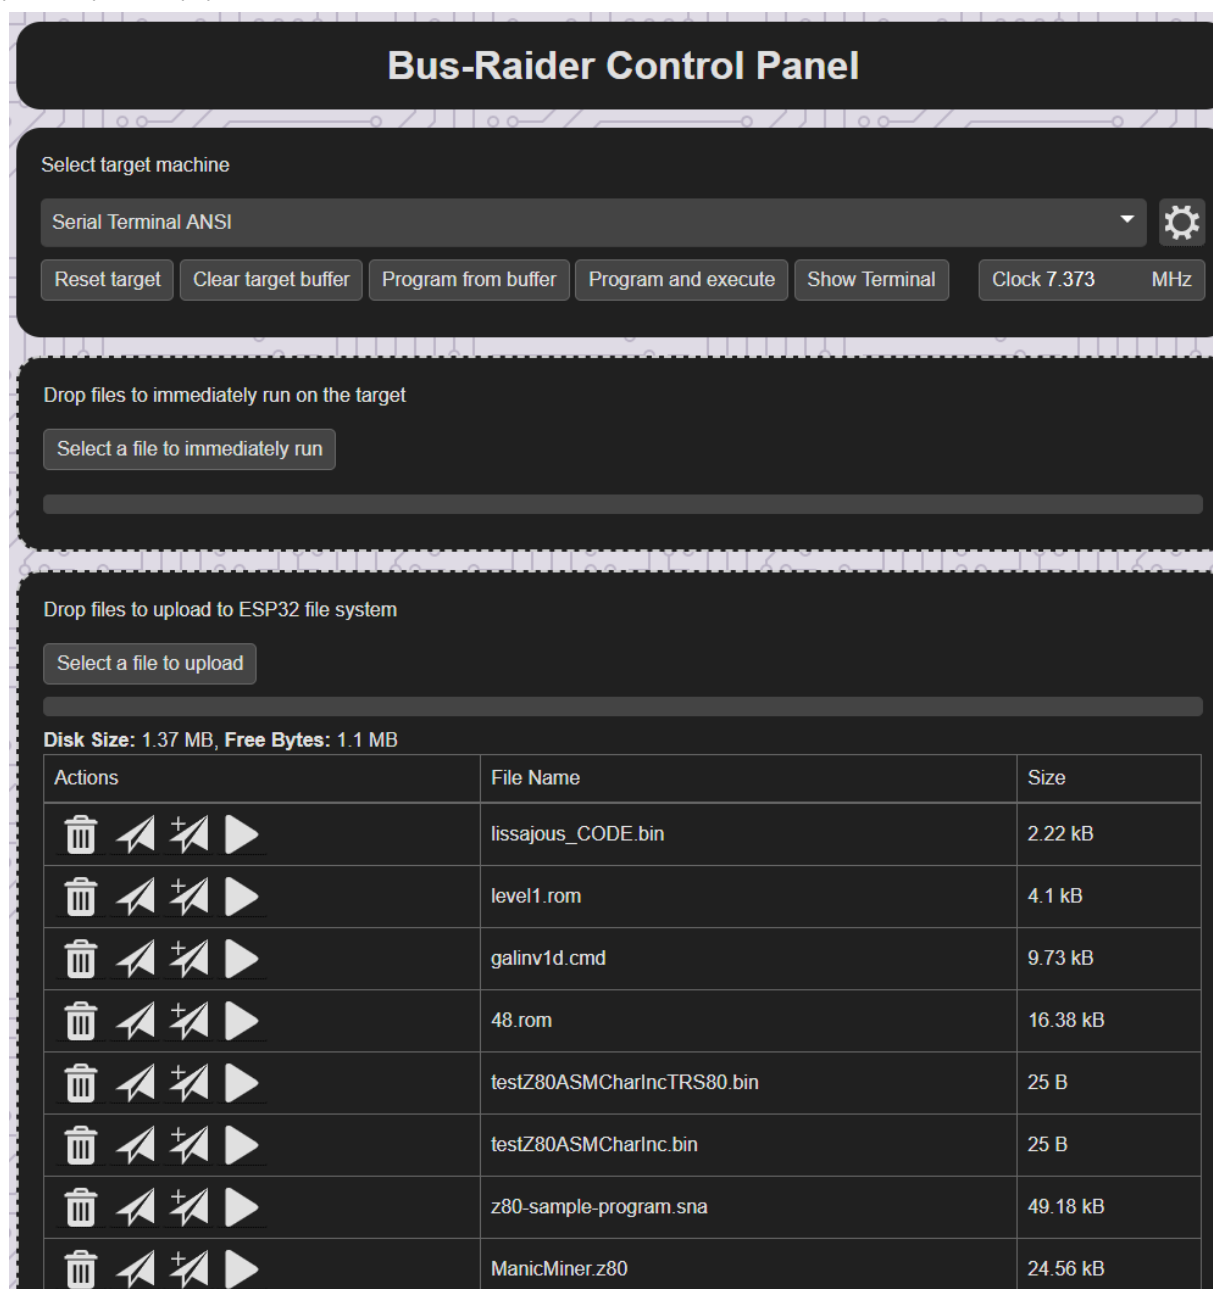 Bus-Raider Control Panel
Select target machine
Serial Terminal ANSI
Reset target Clear target buffer Program from buffer Program and execute Show Terminal Clock 7.373 MHz
Drop files to immediately run on the target
Select a file to immediately run
Drop files to upload to ESP32 file system
Select a file to upload
Disk Size: 1.37 MB, Free Bytes: 1.1 MB
Actions File Name Size
lissajous_CODE.bin 2.22 kB
level1.rom 4.1 kB
galinv1d.cmd 9.73 kB
48.rom 16.38 kB
testZ80ASMCharIncTRS80.bin 25 B
testZ80ASMCharInc.bin 25 B
z80-sample-program.sna 49.18 kB
ManicMiner.z80 24.56 kB